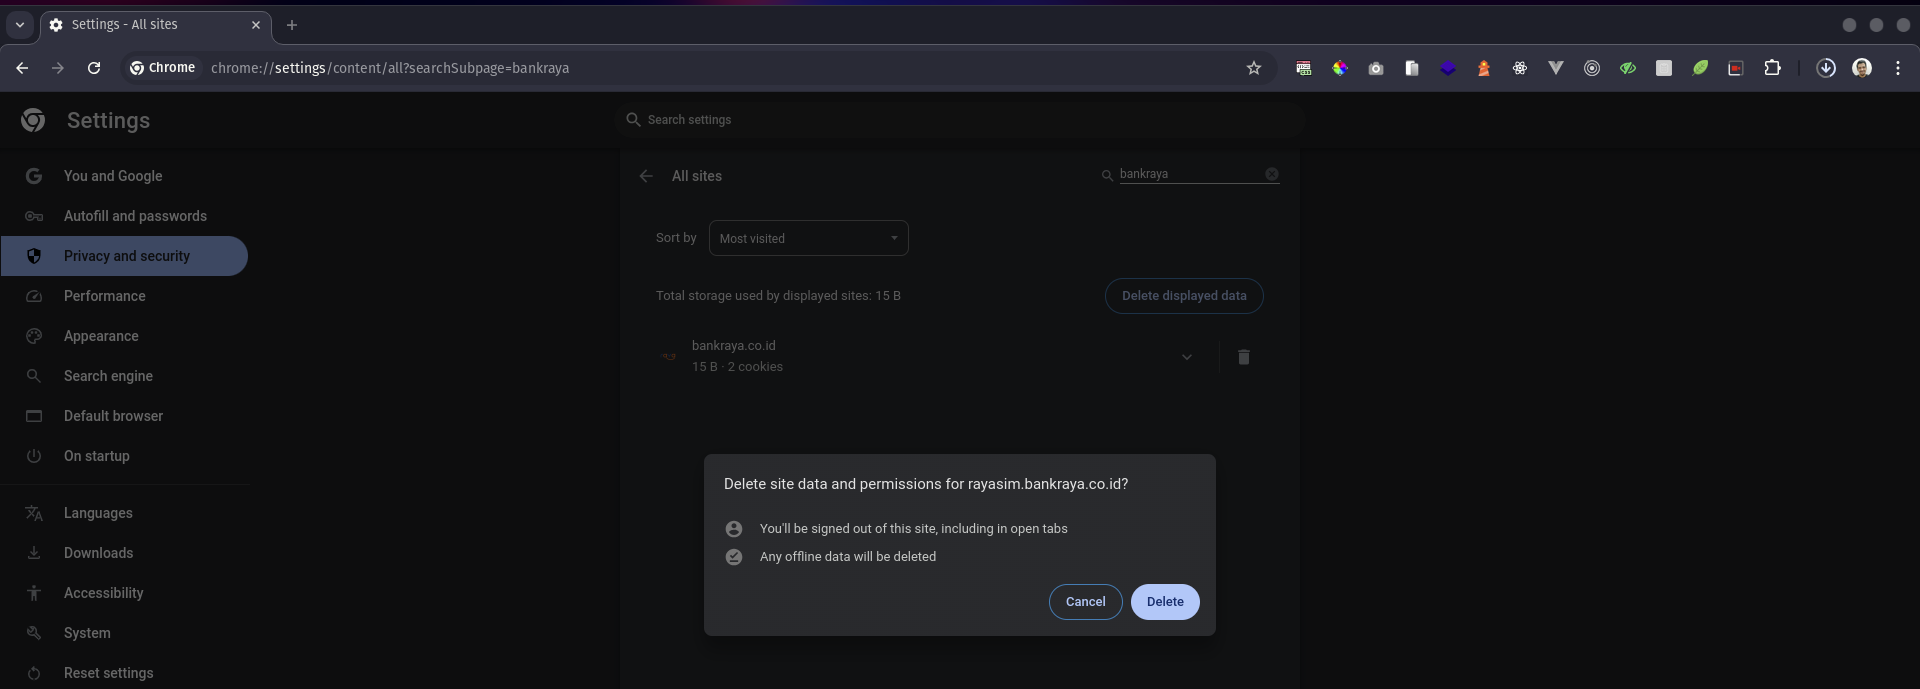 Settings - All sites
Chrome
chrome://settings/content/all?searchSubpage=bankraya
Settings
Search settings
You and Google
Autofill and passwords
Privacy and security
Performance
Appearance
Search engine
Default browser
On startup
Languages
Downloads
Accessibility
System
Reset settings
All sites
bankraya
Sort by
Most visited
Total storage used by displayed sites: 15 B
Delete displayed data
bankraya.co.id
15 B · 2 cookies
Delete site data and permissions for rayasim.bankraya.co.id?
You'll be signed out of this site, including in open tabs
Any offline data will be deleted
Cancel
Delete